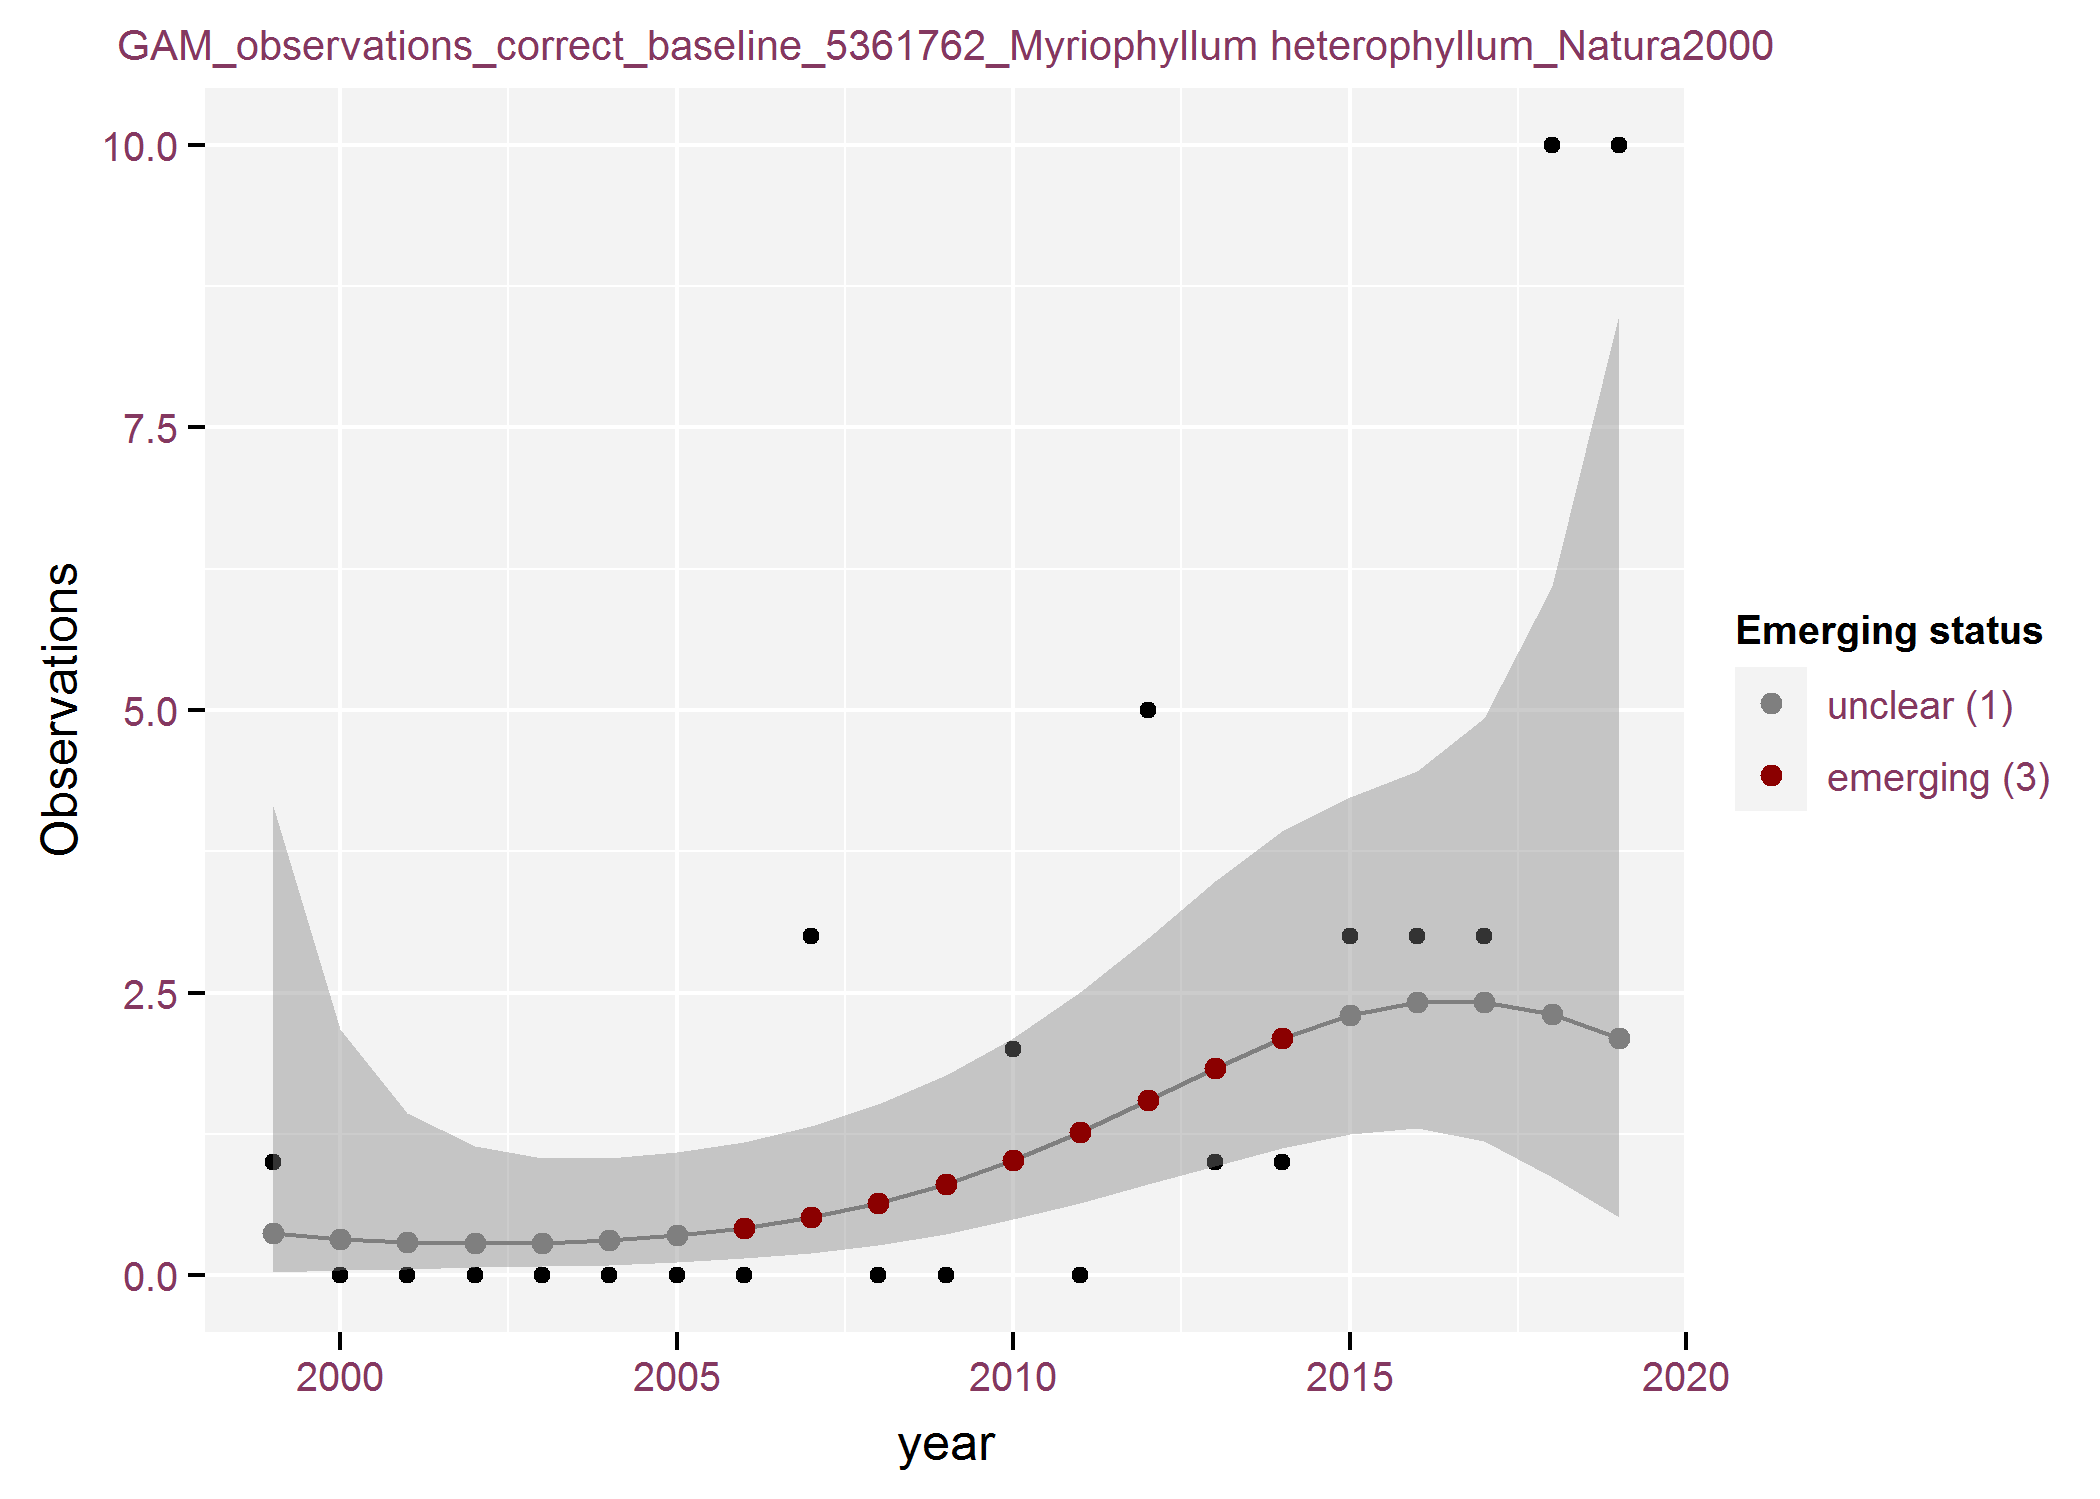 GAM_observations_correct_baseline_5361762_Myriophyllum heterophyllum_Natura2000
10.0
7.5
5.0
2.5
0.0
Observations
2000
2005
2010
2015
2020
year
Emerging status
unclear (1)
emerging (3)